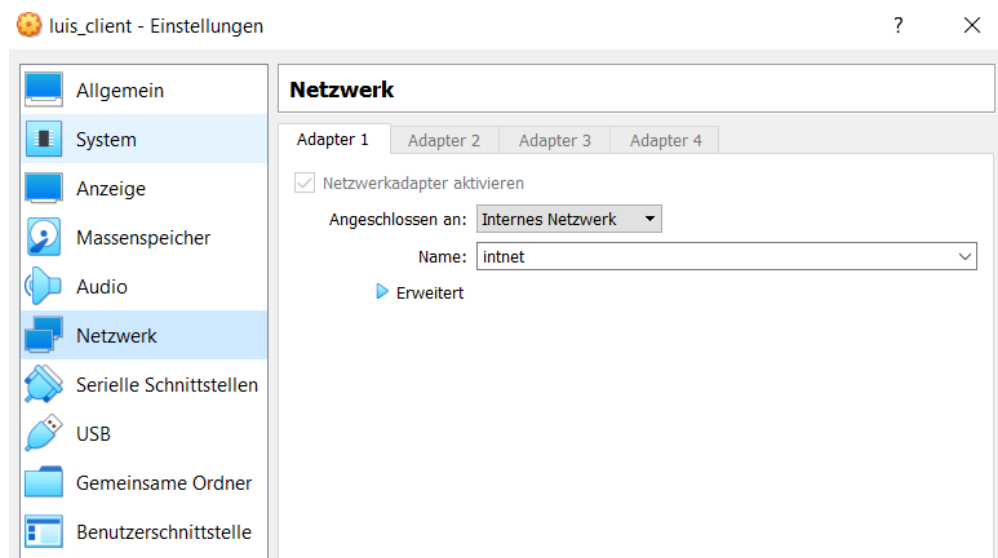 luis_client - Einstellungen
?
Allgemein
System
Anzeige
Massenspeicher
Audio
Netzwerk
Serielle Schnittstellen
USB
Gemeinsame Ordner
Benutzerschnittstelle
Netzwerk
Adapter 1 Adapter 2 Adapter 3 Adapter 4
Netzwerkadapter aktivieren
Angeschlossen an: Internes Netzwerk
Name: intnet
Erweitert